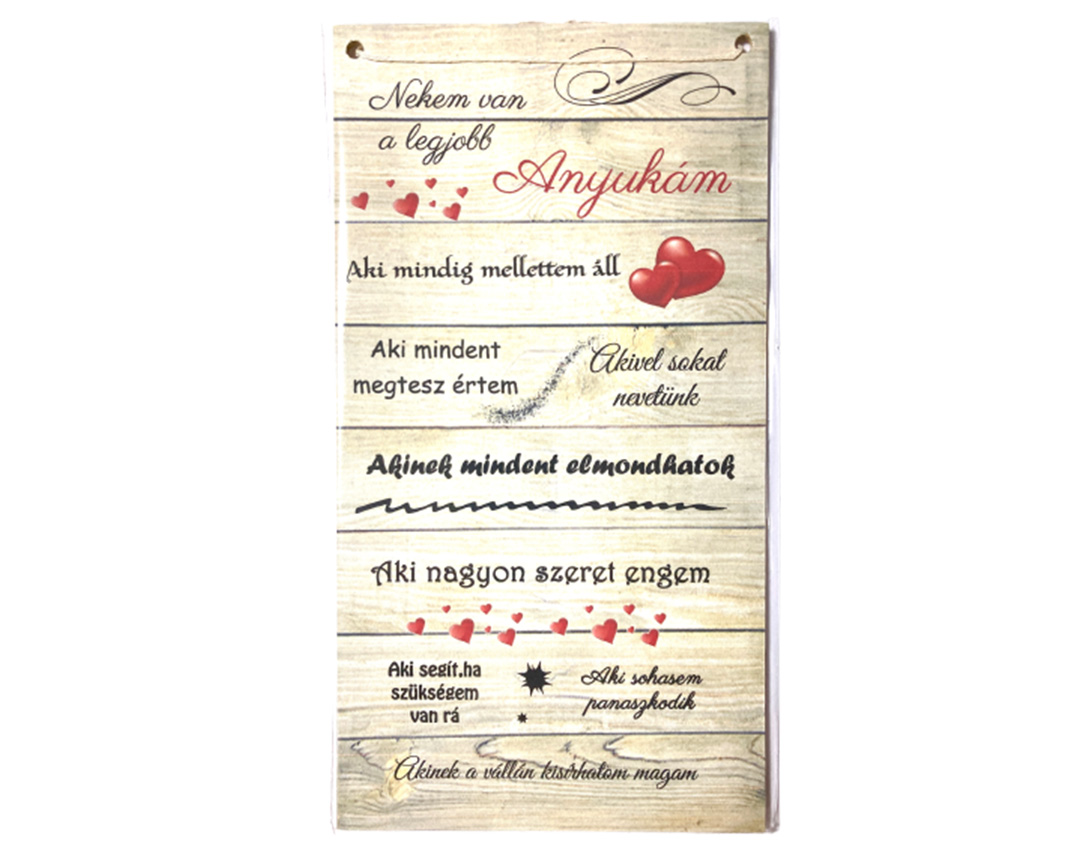 Nekem van
a legjobb
Anyukám
Aki mindig mellettem áll
Aki mindent
megtesz értem
Akivel sokat
nevetünk
Akinek mindent elmondhatok
Aki nagyon szeret engem
Aki segít.ha
szükségem
van rá
Aki sohasem
panaszkodik
Akinek a vállán kisírhatom magam